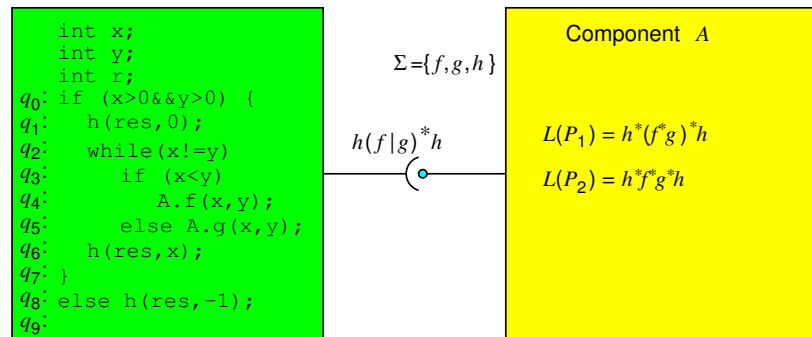 int x;
int y;
int r;
q0: if (x>0&&y>0) {
q1: h(res,0);
q2: while(x!=y)
q3: if (x<y)
q4: A.f(x,y);
q5: else A.g(x,y);
q6: h(res,x);
q7: }
q8: else h(res,-1);
q9:
Σ={f,g,h}
h(f|g)*h
Component A
L(P1) = h*(f*g)*h
L(P2) = h*f*g*h